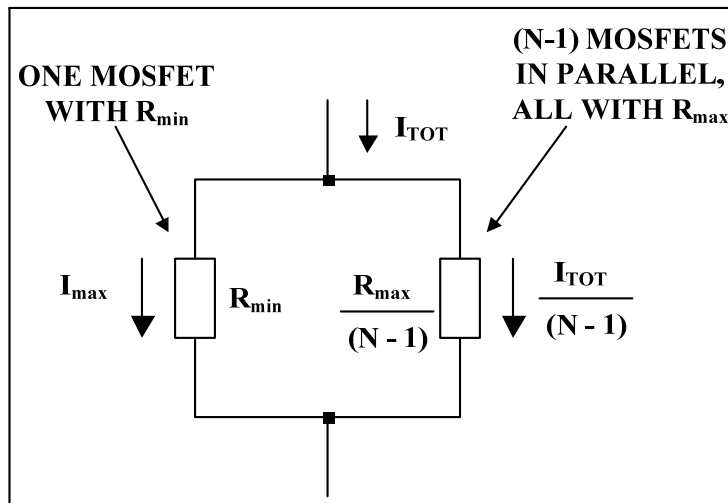 ONE MOSFET
WITH Rmin
(N-1) MOSFETS
IN PARALLEL,
ALL WITH Rmax
ITOT
Imax
Rmin
Rmax
(N - 1)
ITOT
(N - 1)